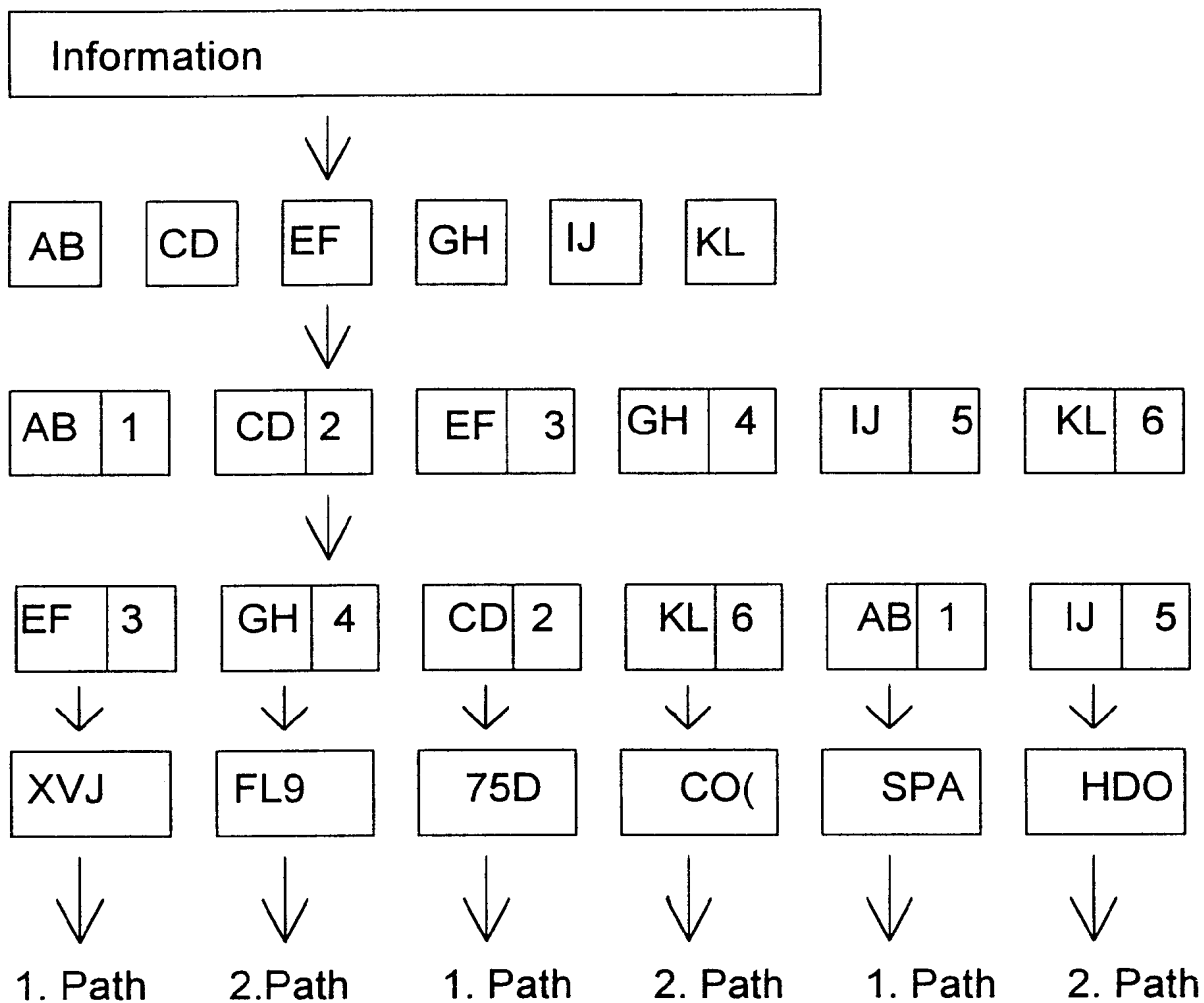 Information
AB CD EF GH IJ KL
AB 1 CD 2 EF 3 GH 4 IJ 5 KL 6
EF 3 GH 4 CD 2 KL 6 AB 1 IJ 5
XVJ FL9 75D CO( SPA HDO
1. Path 2.Path 1. Path 2. Path 1. Path 2. Path